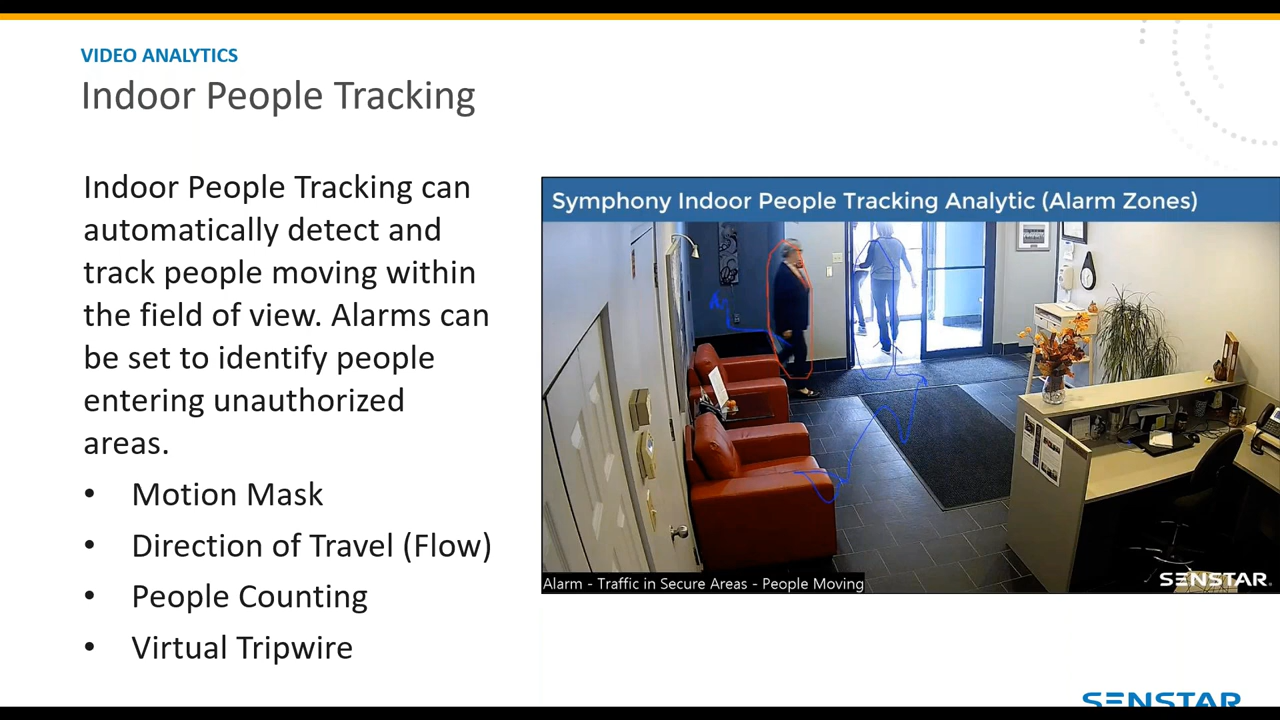 VIDEO ANALYTICS
Indoor People Tracking
Indoor People Tracking can
automatically detect and
track people moving within
the field of view. Alarms can
be set to identify people
entering unauthorized
areas.
• Motion Mask
• Direction of Travel (Flow)
• People Counting
• Virtual Tripwire
Symphony Indoor People Tracking Analytic (Alarm Zones)
Alarm - Traffic in Secure Areas - People Moving
SENSTAR
SENSTAR